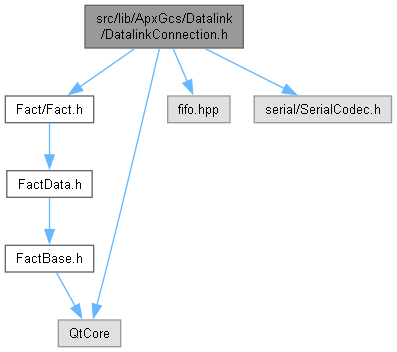 src/lib/ApxGcs/Datalink
/DatalinkConnection.h
Fact/Fact.h
fifo.hpp
serial/SerialCodec.h
FactData.h
FactBase.h
QtCore